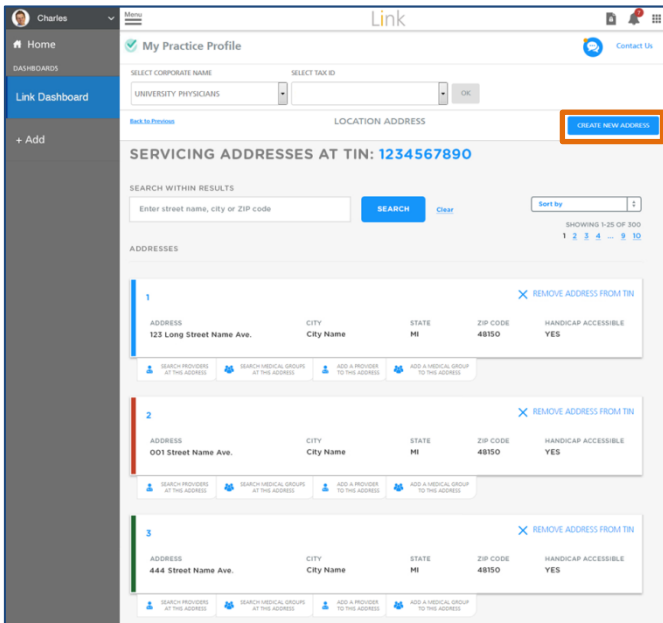 Charles
Menu
Link
Home
My Practice Profile
Contact Us
DASHBOARDS
Link Dashboard
+ Add
SELECT CORPORATE NAME
SELECT TAX ID
UNIVERSITY PHYSICIANS
OK
Back to Previous
LOCATION ADDRESS
CREATE NEW ADDRESS
SERVICING ADDRESSES AT TIN: 1234567890
SEARCH WITHIN RESULTS
Enter street name, city or ZIP code
SEARCH
Clear
Sort by
SHOWING 1-25 OF 300
1 2 3 4 ... 9 10
ADDRESSES
1
REMOVE ADDRESS FROM TIN
ADDRESS CITY STATE ZIP CODE HANDICAP ACCESSIBLE
123 Long Street Name Ave. City Name MI 48150 YES
SEARCH PROVIDERS AT THIS ADDRESS
SEARCH MEDICAL GROUPS AT THIS ADDRESS
ADD A PROVIDER TO THIS ADDRESS
ADD A MEDICAL GROUP TO THIS ADDRESS
2
REMOVE ADDRESS FROM TIN
ADDRESS CITY STATE ZIP CODE HANDICAP ACCESSIBLE
001 Street Name Ave. City Name MI 48150 YES
SEARCH PROVIDERS AT THIS ADDRESS
SEARCH MEDICAL GROUPS AT THIS ADDRESS
ADD A PROVIDER TO THIS ADDRESS
ADD A MEDICAL GROUP TO THIS ADDRESS
3
REMOVE ADDRESS FROM TIN
ADDRESS CITY STATE ZIP CODE HANDICAP ACCESSIBLE
444 Street Name Ave. City Name MI 48150 YES
SEARCH PROVIDERS AT THIS ADDRESS
SEARCH MEDICAL GROUPS AT THIS ADDRESS
ADD A PROVIDER TO THIS ADDRESS
ADD A MEDICAL GROUP TO THIS ADDRESS